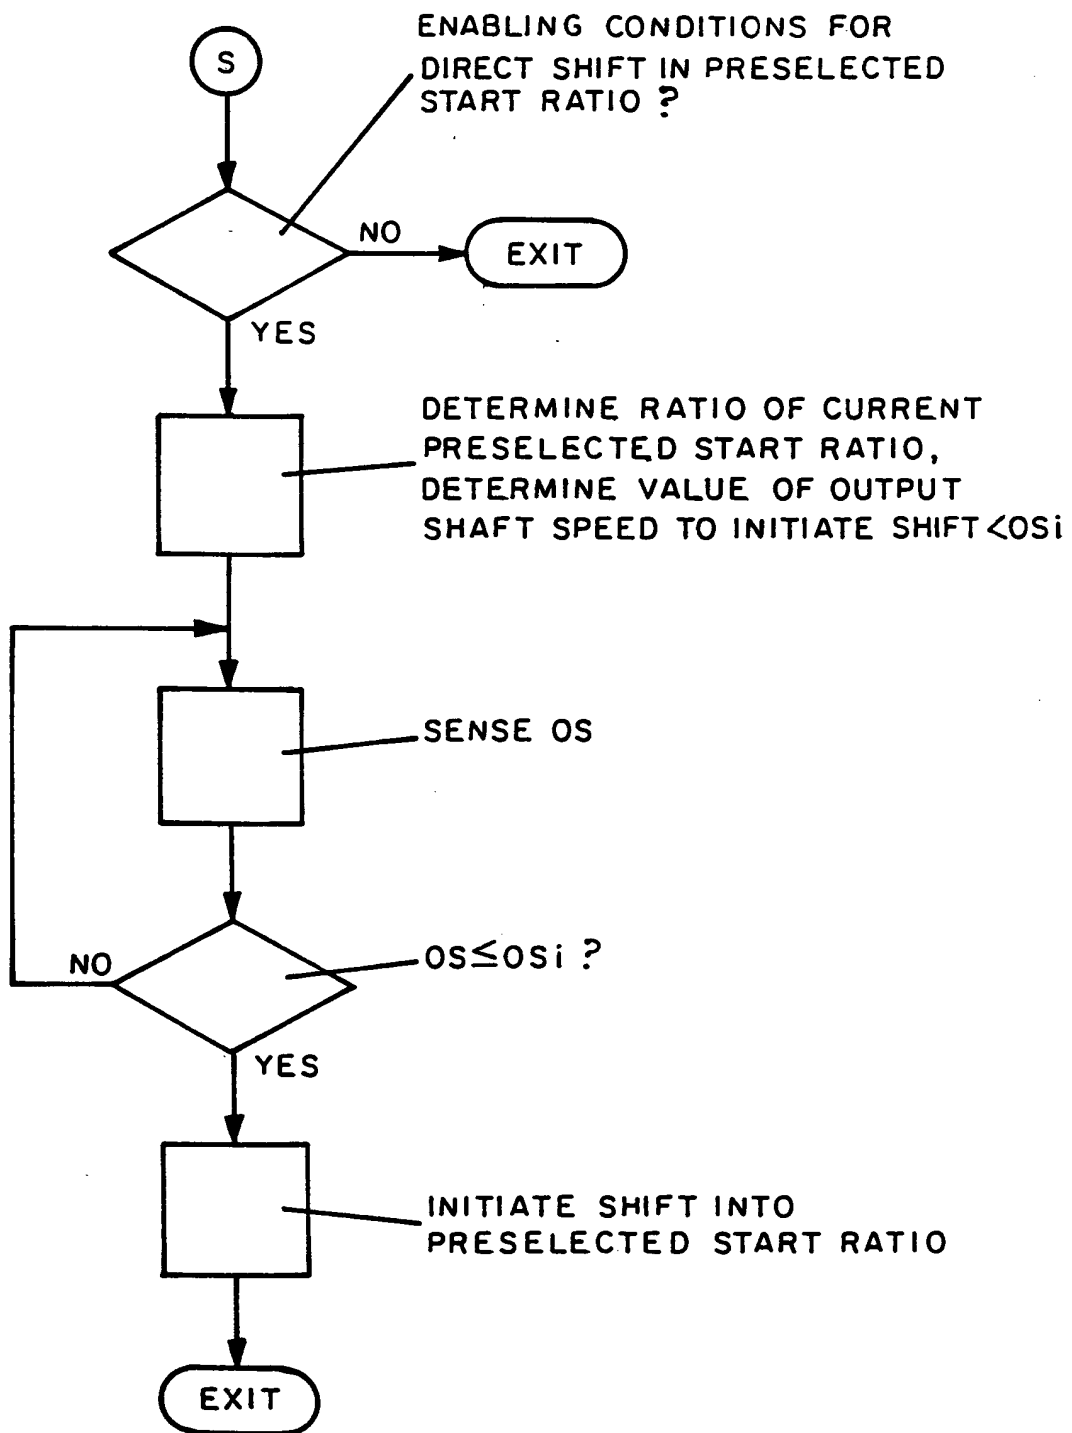 S
ENABLING CONDITIONS FOR
DIRECT SHIFT IN PRESELECTED
START RATIO ?
NO
EXIT
YES
DETERMINE RATIO OF CURRENT
PRESELECTED START RATIO,
DETERMINE VALUE OF OUTPUT
SHAFT SPEED TO INITIATE SHIFT<OSi
SENSE OS
OS≤OSi ?
NO
YES
INITIATE SHIFT INTO
PRESELECTED START RATIO
EXIT